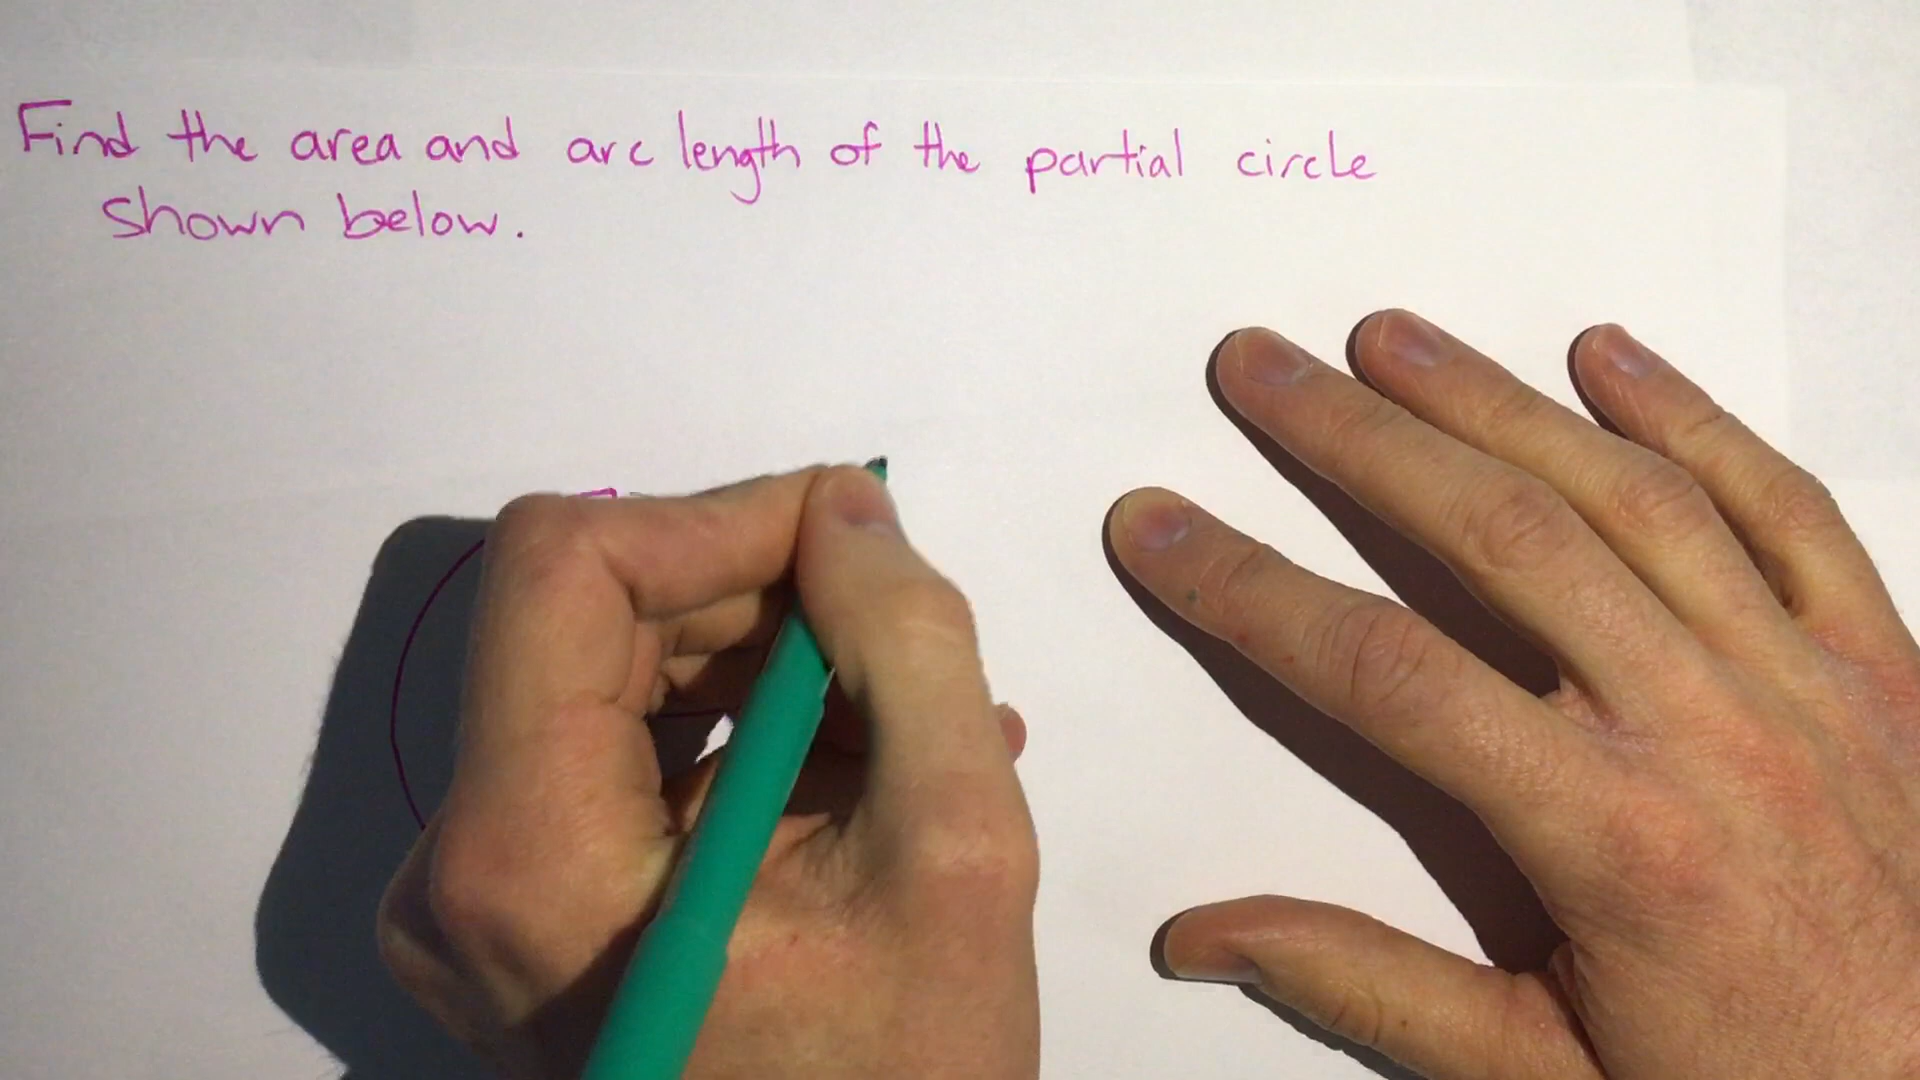 Find the area and arc length of the partial circle
shown below.